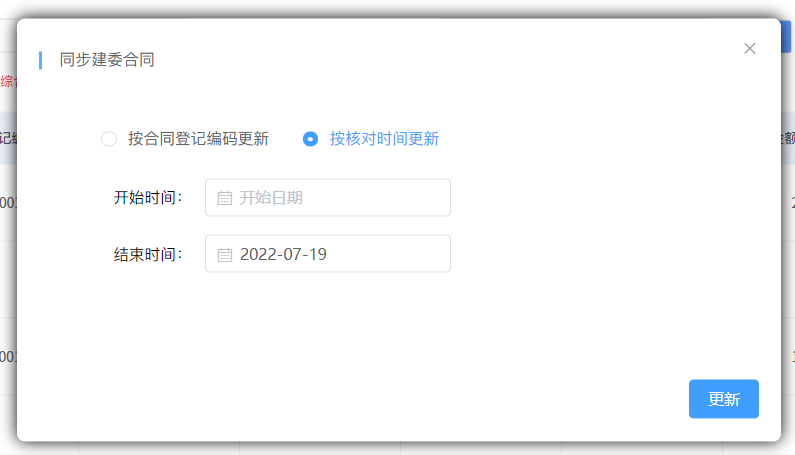 同步建委合同
按合同登记编码更新 按核对时间更新
开始时间： 开始日期
结束时间： 2022-07-19
更新